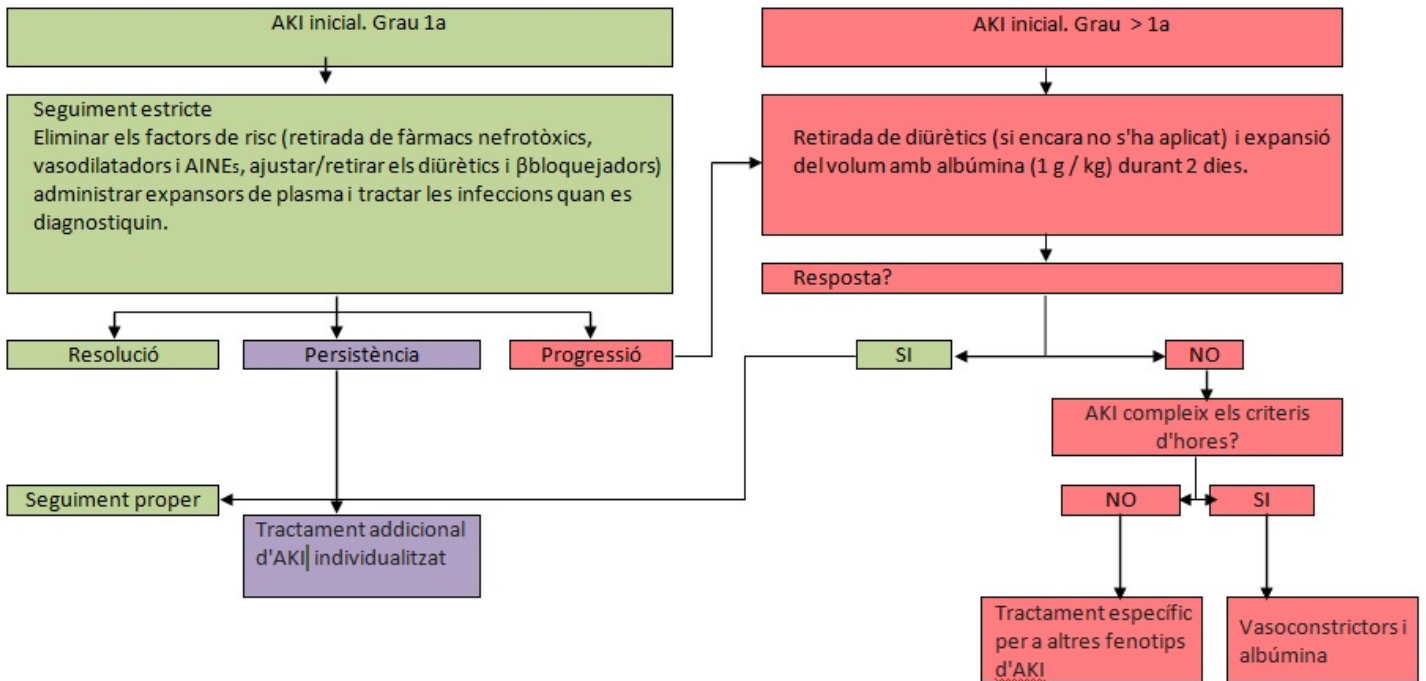 AKI inicial. Grau 1a
Seguiment estricte
Eliminar els factors de risc (retirada de fàrmacs nefrotòxics,
vasodilatadors i AINEs, ajustar/retirar els diürètics i βbloquejadors)
administrar expansors de plasma i tractar les infeccions quan es
diagnostiquin.
Resolució
Persistència
Progressió
Seguiment proper
Tractament addicional
d'AKI individualitzat
AKI inicial. Grau > 1a
Retirada de diürètics (si encara no s'ha aplicat) i expansió
del volum amb albúmina (1 g / kg) durant 2 dies.
Resposta?
SI
NO
AKI compleix els criteris
d'hores?
NO
SI
Tractament específic
per a altres fenotips
d'AKI
Vasoconstrictors i
albúmina